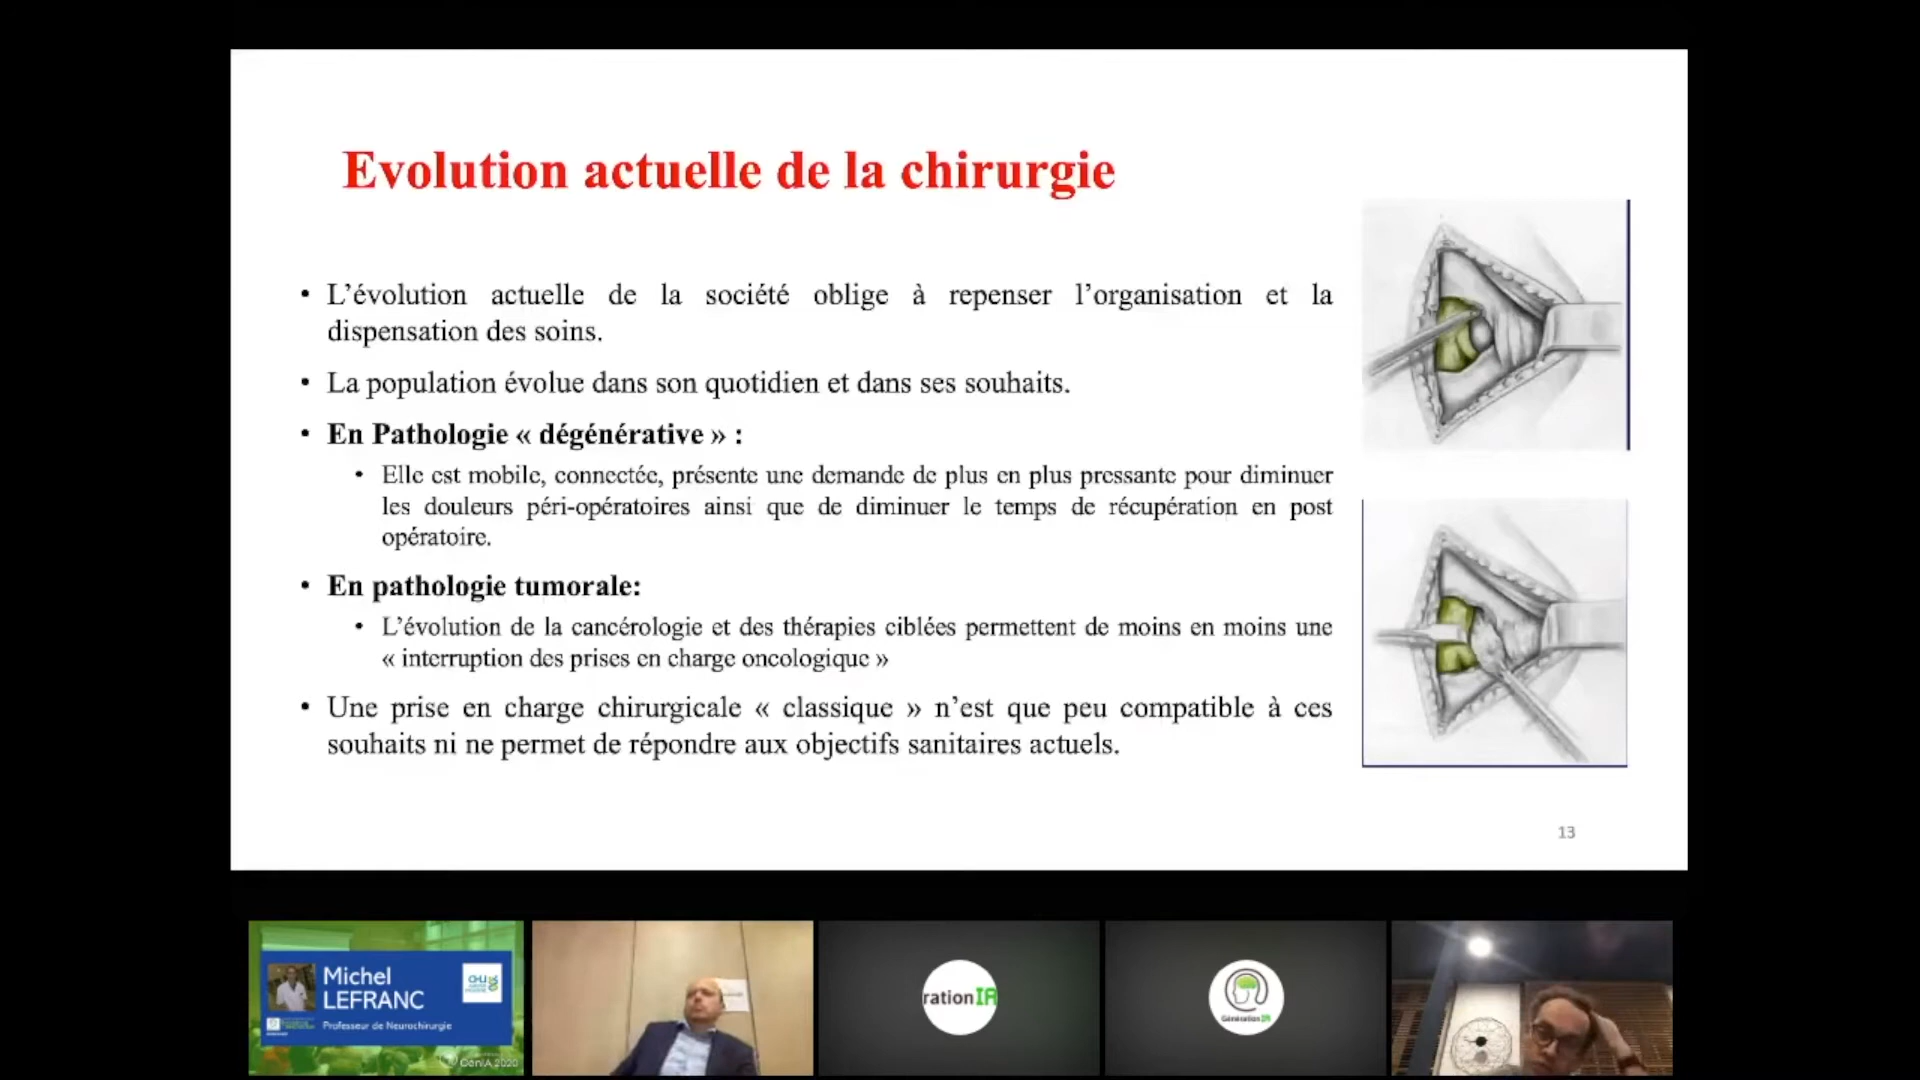 Evolution actuelle de la chirurgie
• L’évolution actuelle de la société oblige à repenser l’organisation et la
dispensation des soins.
• La population évolue dans son quotidien et dans ses souhaits.
• En Pathologie « dégénérative » :
• Elle est mobile, connectée, présente une demande de plus en plus pressante pour diminuer
les douleurs péri-opératoires ainsi que de diminuer le temps de récupération en post
opératoire.
• En pathologie tumorale:
• L’évolution de la cancérologie et des thérapies ciblées permettent de moins en moins une
« interruption des prises en charge oncologique »
• Une prise en charge chirurgicale « classique » n’est que peu compatible à ces
souhaits ni ne permet de répondre aux objectifs sanitaires actuels.
13
Michel
LEFRANC
CHU
Professeur de Neurochirurgie
GenIA 2020
rationIA
GénérationIA